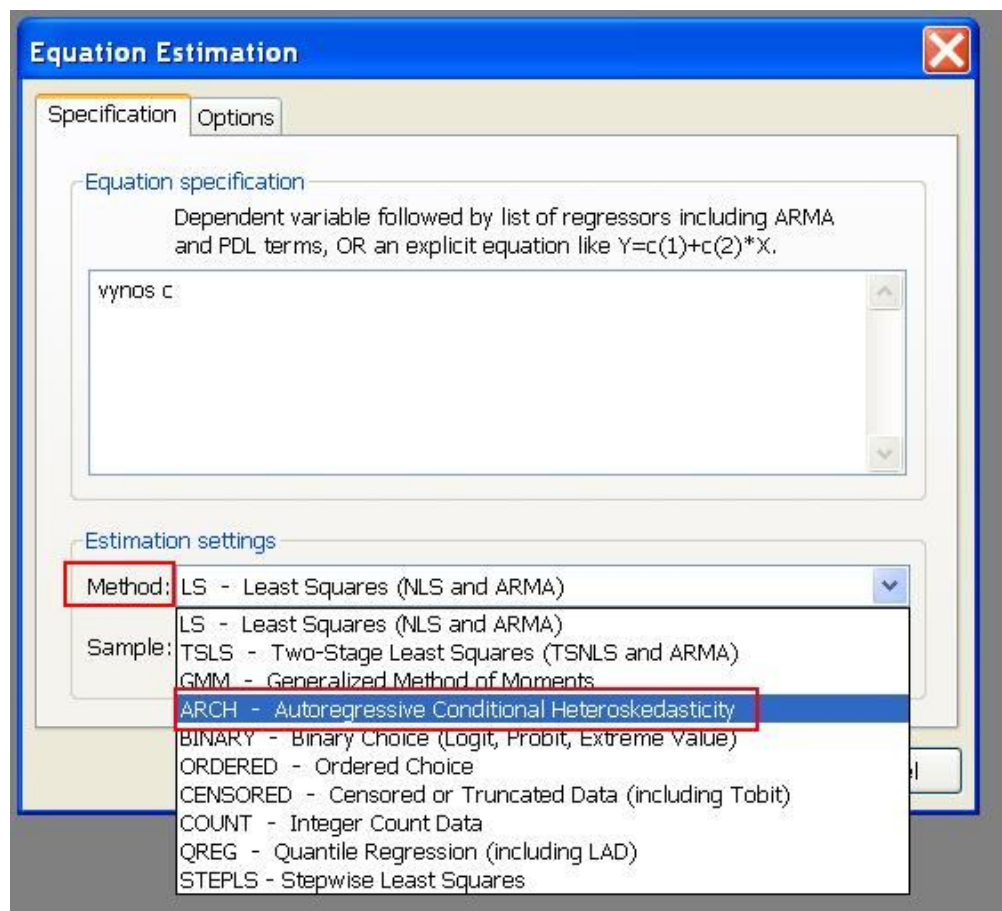 Equation Estimation
Specification Options
Equation specification
Dependent variable followed by list of regressors including ARMA
and PDL terms, OR an explicit equation like Y=c(1)+c(2)*X.
vynos c
Estimation settings
Method: LS - Least Squares (NLS and ARMA)
Sample:
LS - Least Squares (NLS and ARMA)
TSLS - Two-Stage Least Squares (TSNLS and ARMA)
GMM - Generalized Method of Moments
ARCH - Autoregressive Conditional Heteroskedasticity
BINARY - Binary Choice (Logit, Probit, Extreme Value)
ORDERED - Ordered Choice
CENSORED - Censored or Truncated Data (including Tobit)
COUNT - Integer Count Data
QREG - Quantile Regression (including LAD)
STEPLS - Stepwise Least Squares